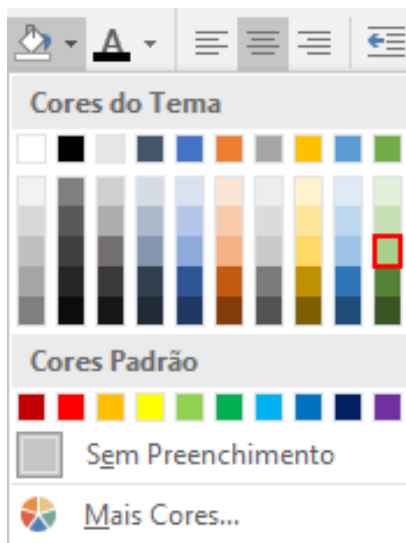 A
Cores do Tema
Cores Padrão
Sem Preenchimento
Mais Cores...